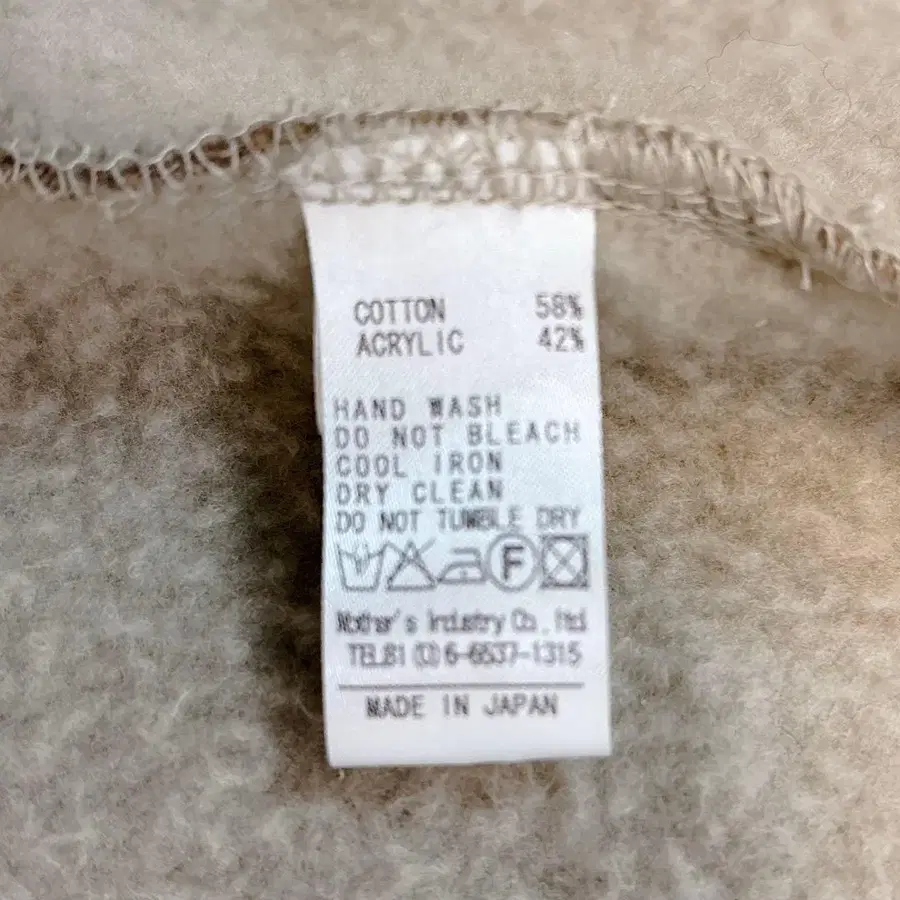 COTTON 58%
ACRYLIC 42%
HAND WASH
DO NOT BLEACH
COOL IRON
DRY CLEAN
DO NOT TUMBLE DRY
F
Mother's Industry Co., ltd
TEL81(0)6-6537-1315
MADE IN JAPAN